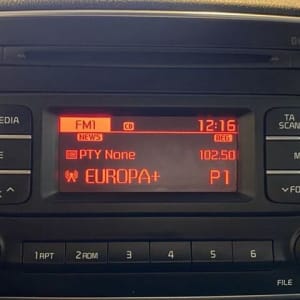 FM1 CD 12:16
NEWS REG
PTY None 102.50
EUROPA+ P1
EDIA
TA
SCAN
E
M
FO
1 RPT 2 RDM 3 4 5 6
FILE